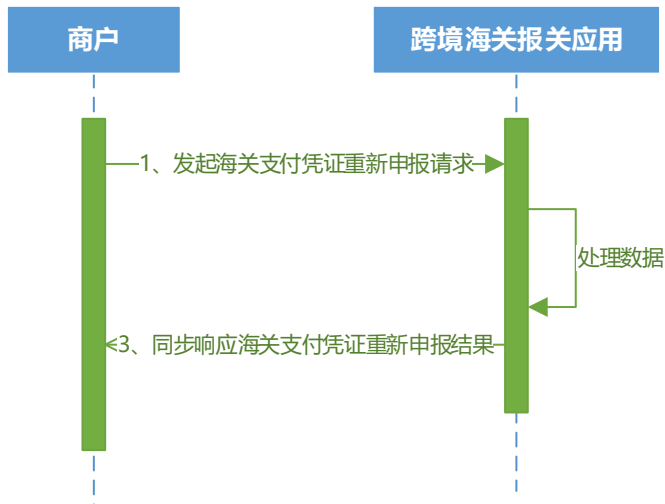 商户
跨境海关报关应用
1、发起海关支付凭证重新申报请求
处理数据
3、同步响应海关支付凭证重新申报结果